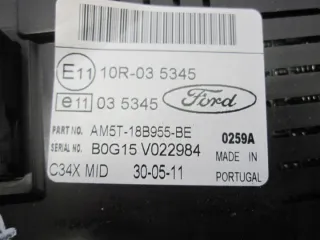 E11 10R-03 5345
e11 03 5345 Ford
PART NO. AM5T-18B955-BE 0259A
SERIAL NO. B0G15 V022984 MADE IN
C34X MID 30-05-11 PORTUGAL